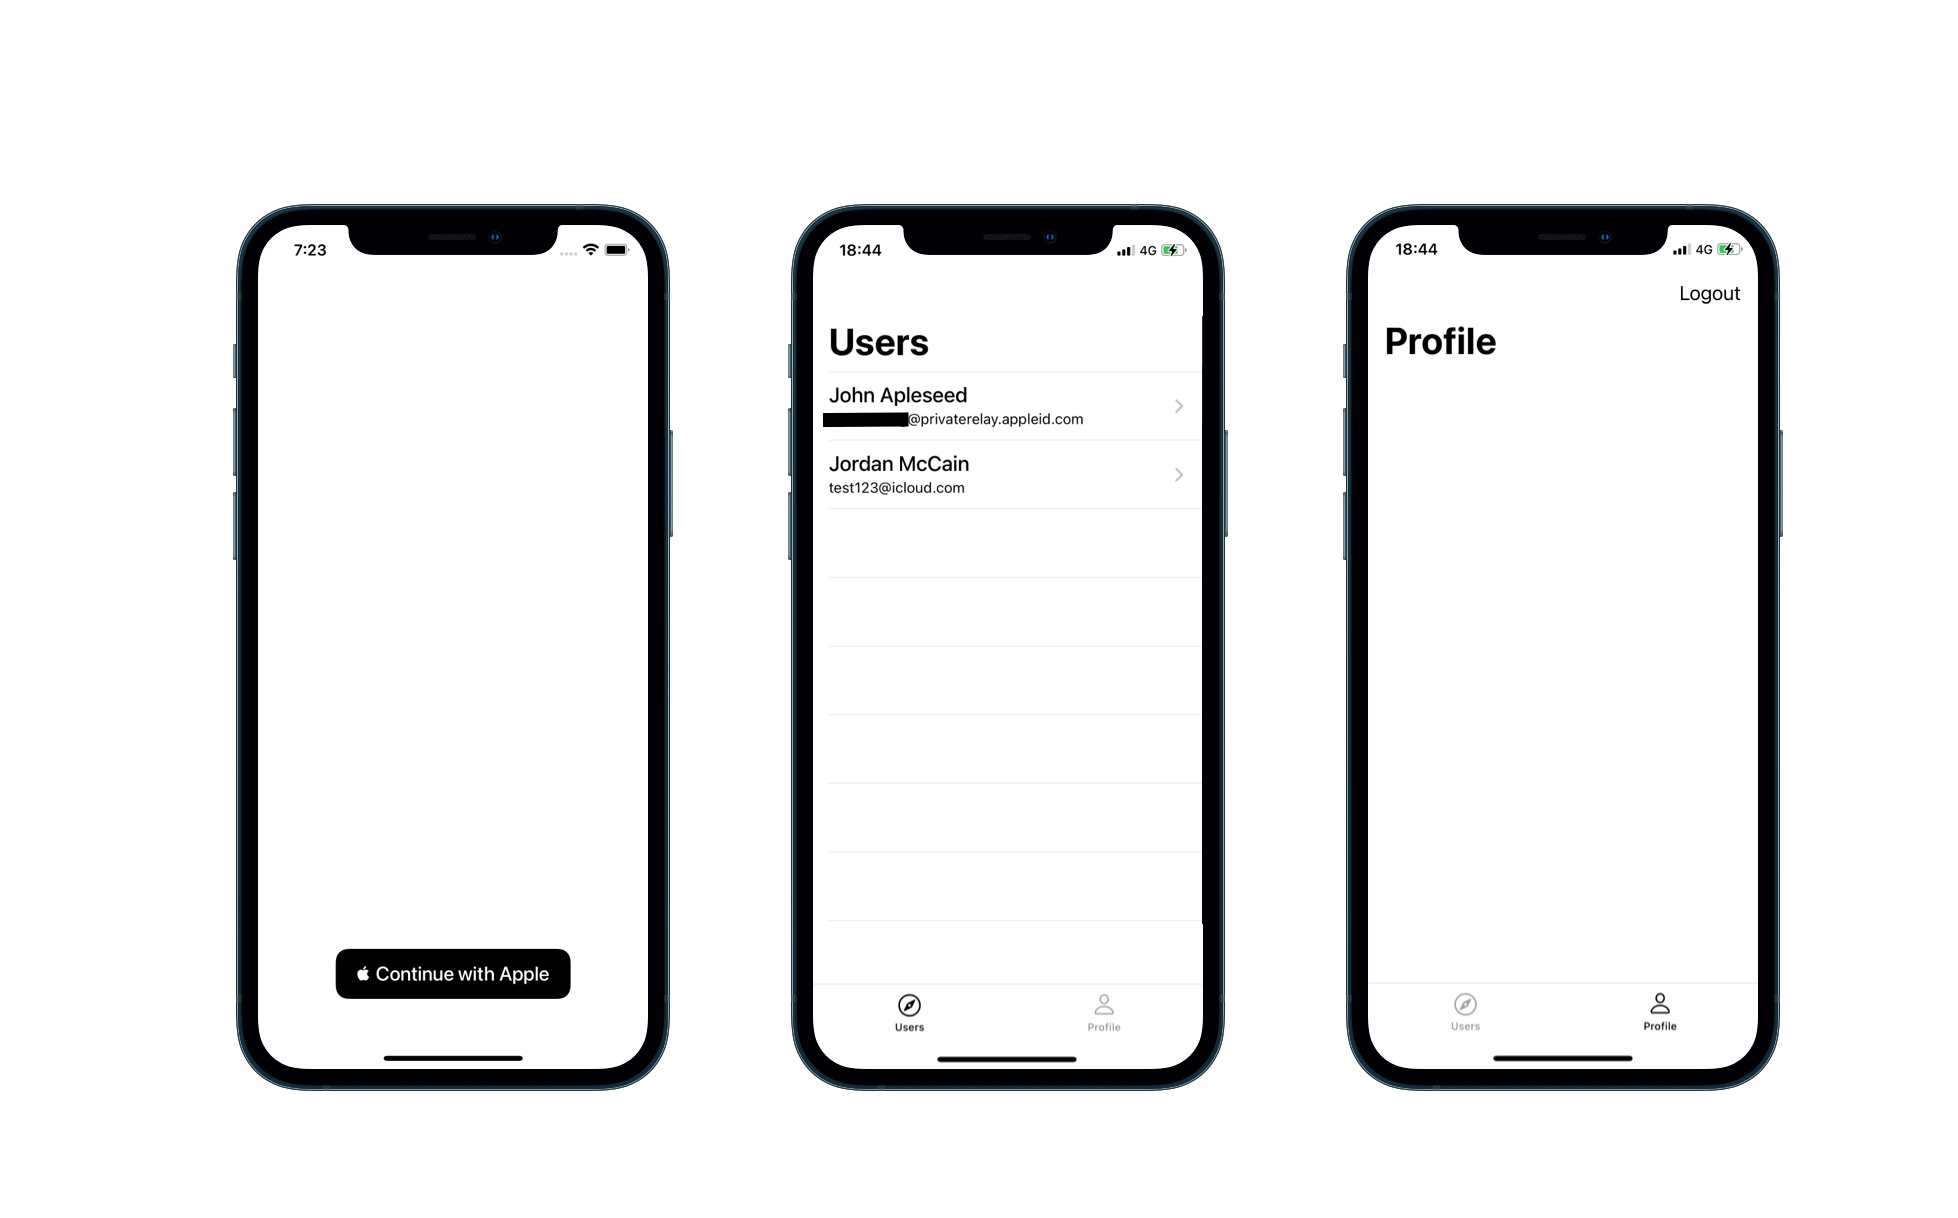 7:23
Continue with Apple
18:44 4G
Users
John Apleseed
@privaterelay.appleid.com
Jordan McCain
test123@icloud.com
Users Profile
18:44 4G
Logout
Profile
Users Profile